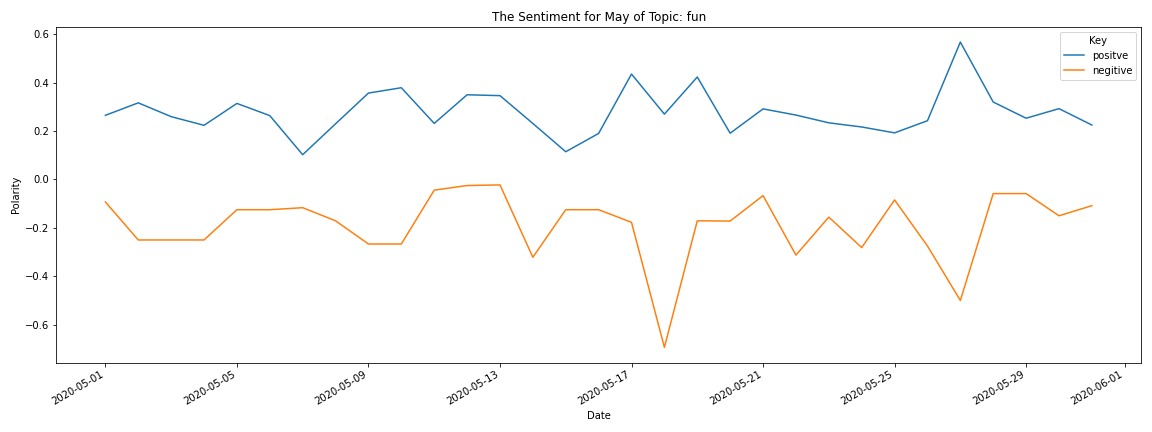 The Sentiment for May of Topic: fun
Key
positve
negitive
0.6
0.4
0.2
0.0
−0.2
−0.4
−0.6
Polarity
2020-05-01
2020-05-05
2020-05-09
2020-05-13
2020-05-17
2020-05-21
2020-05-25
2020-05-29
2020-06-01
Date